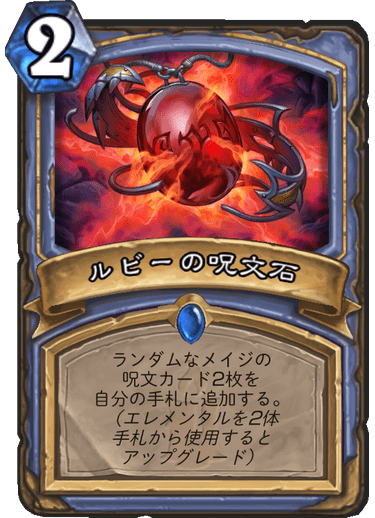 2
ルビーの呪文石
ランダムなメイジの
呪文カード2枚を
自分の手札に追加する。
（エレメンタルを2体
手札から使用すると
アップグレード）